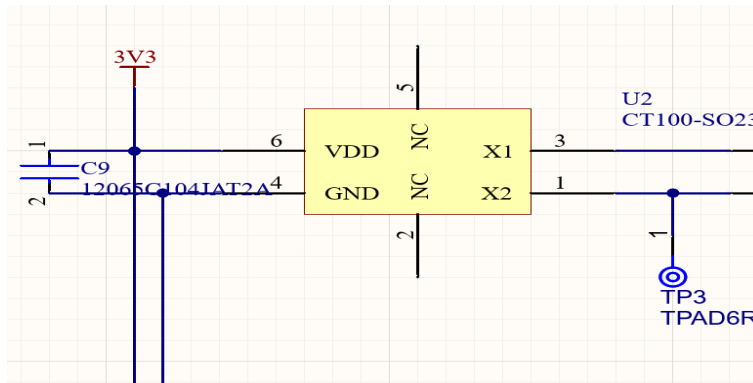 3V3
5
U2
CT100-SO23
1
6
VDD
NC
X1
3
C9
12065C104JAT2A
4
GND
NC
X2
1
2
2
1
TP3
TPAD6R